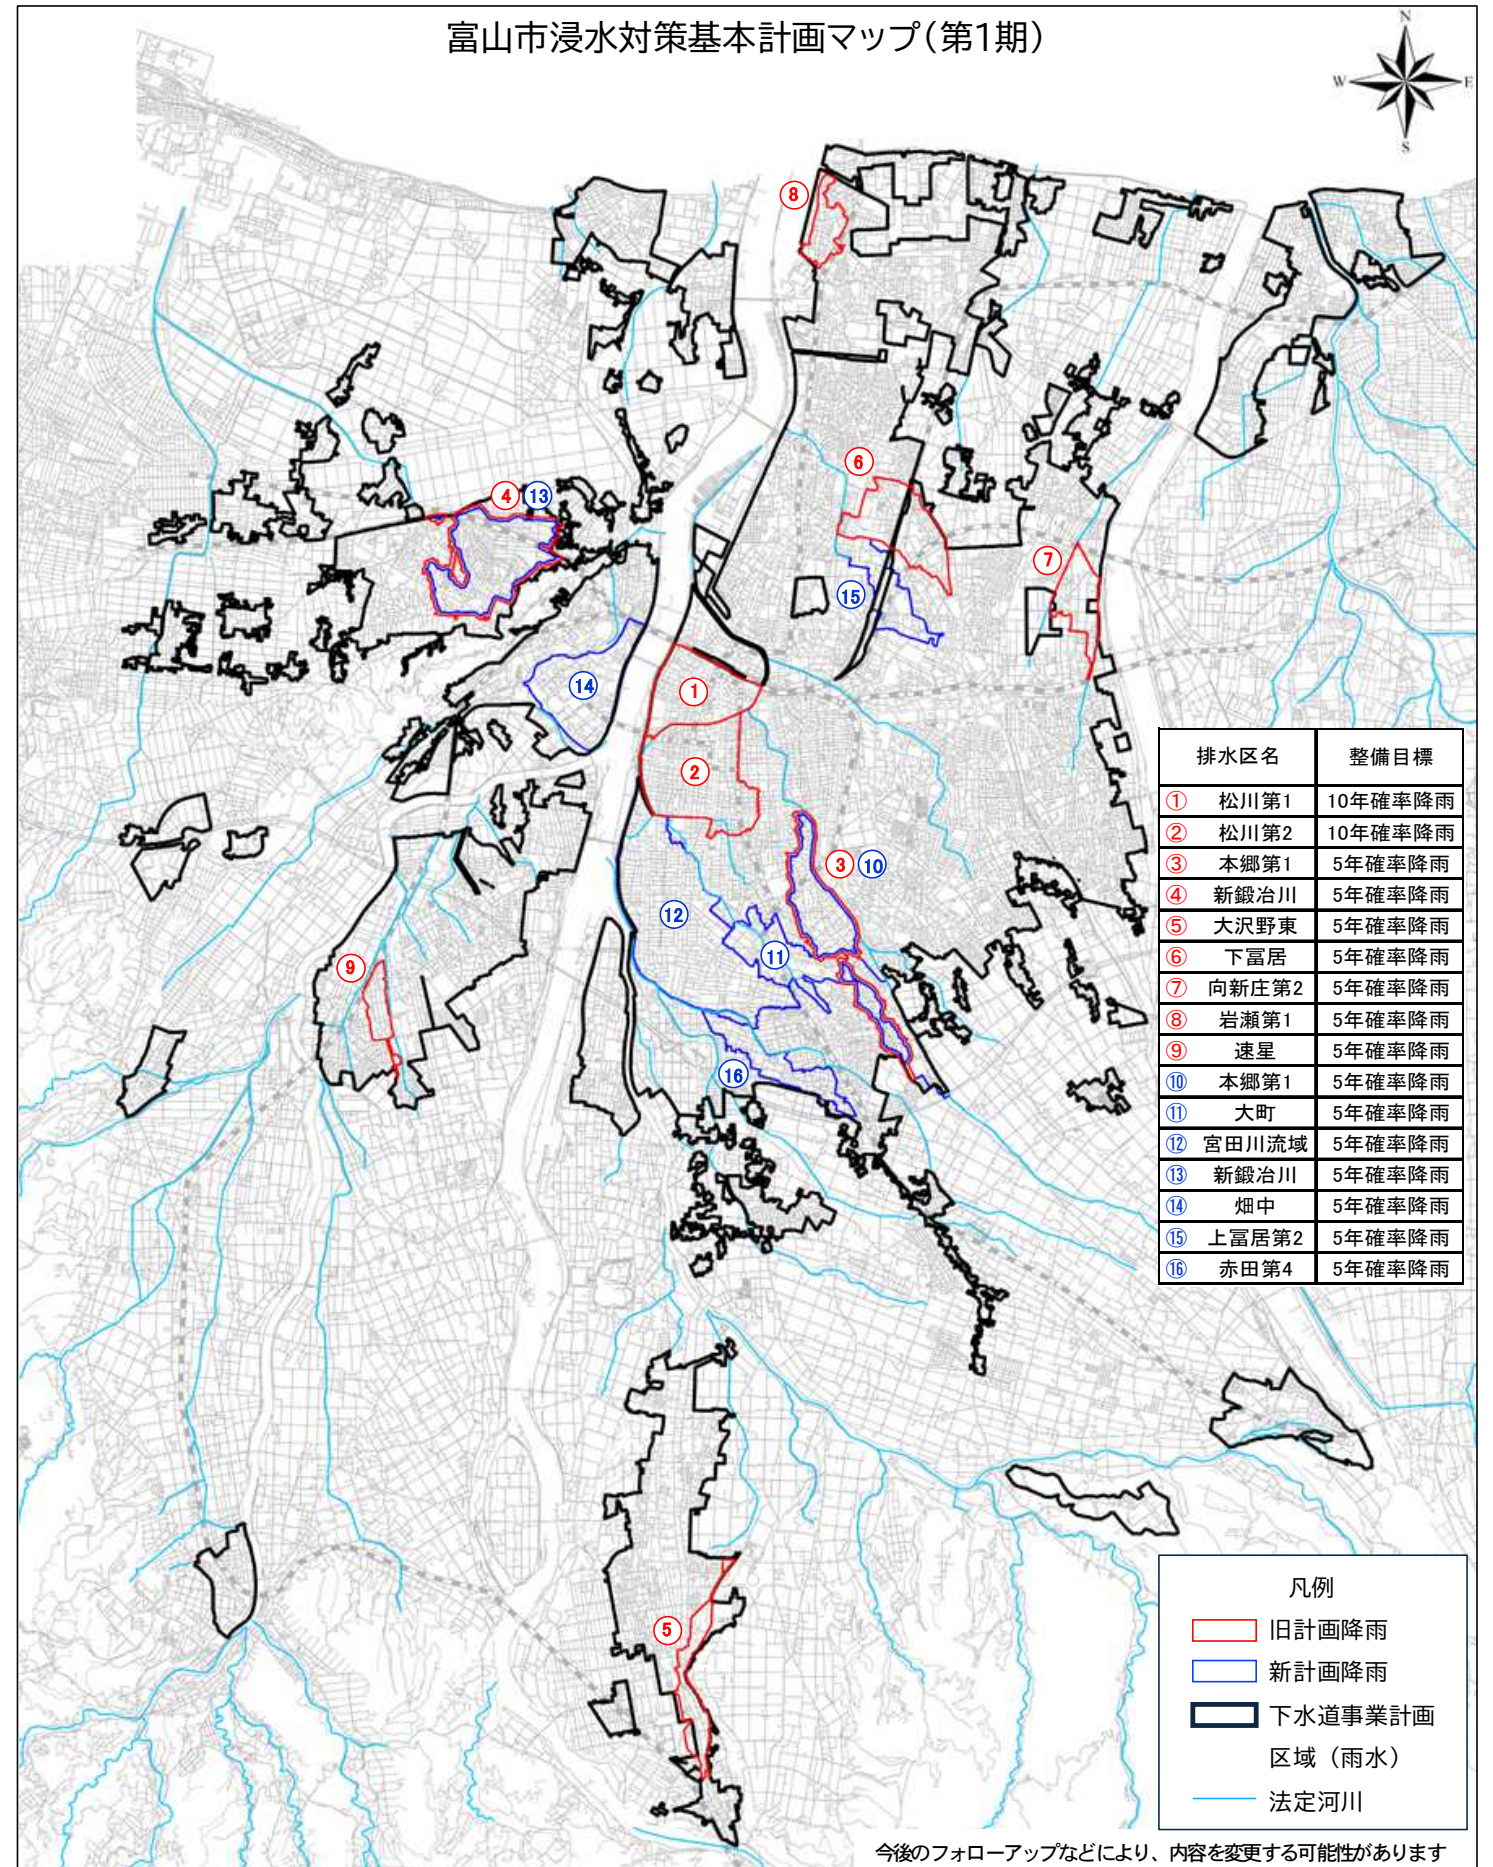 富山市浸水対策基本計画マップ(第1期)
N
W
E
S
⑧
⑥
④ ⑬
⑦
⑮
⑭
①
②
③ ⑩
⑫
⑪
⑨
⑯
⑤
排水区名 整備目標
① 松川第1 10年確率降雨
② 松川第2 10年確率降雨
③ 本郷第1 5年確率降雨
④ 新鍛冶川 5年確率降雨
⑤ 大沢野東 5年確率降雨
⑥ 下冨居 5年確率降雨
⑦ 向新庄第2 5年確率降雨
⑧ 岩瀬第1 5年確率降雨
⑨ 速星 5年確率降雨
⑩ 本郷第1 5年確率降雨
⑪ 大町 5年確率降雨
⑫ 宮田川流域 5年確率降雨
⑬ 新鍛冶川 5年確率降雨
⑭ 畑中 5年確率降雨
⑮ 上冨居第2 5年確率降雨
⑯ 赤田第4 5年確率降雨
凡例
旧計画降雨
新計画降雨
下水道事業計画
区域（雨水）
法定河川
今後のフォローアップなどにより、内容を変更する可能性があります